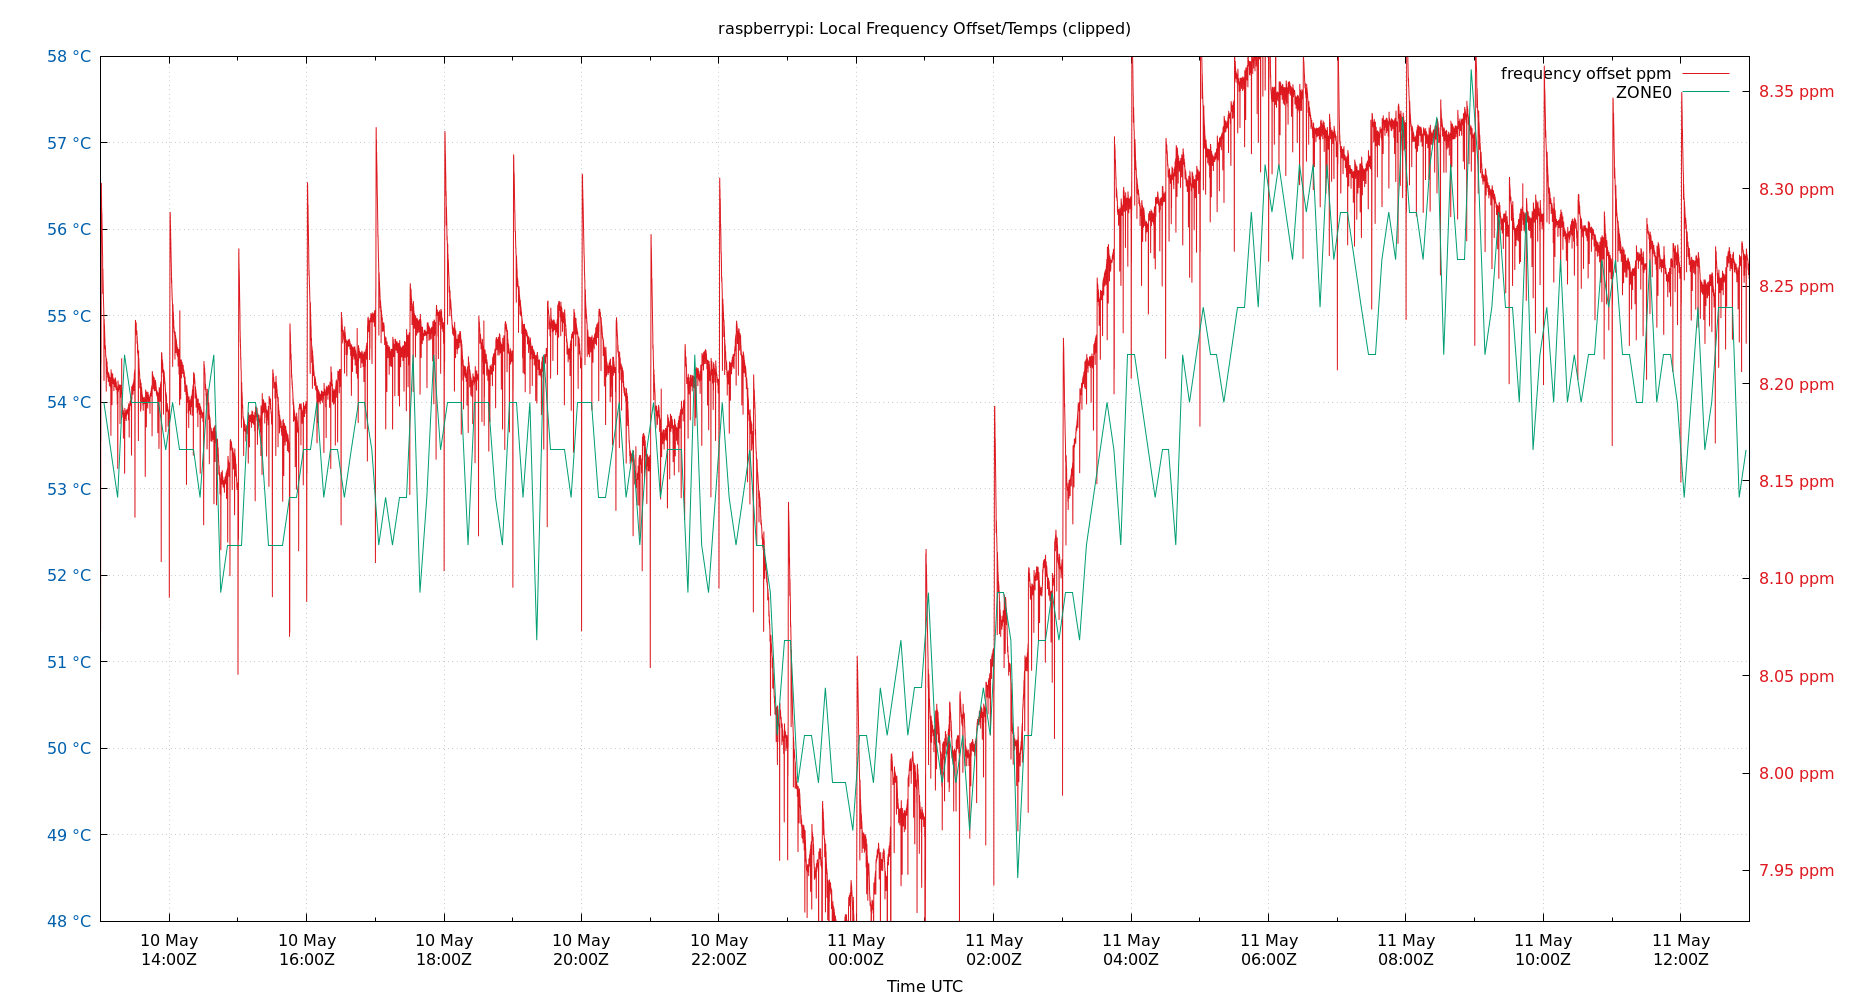 raspberrypi: Local Frequency Offset/Temps (clipped)
frequency offset ppm
ZONE0
58 °C
57 °C
56 °C
55 °C
54 °C
53 °C
52 °C
51 °C
50 °C
49 °C
48 °C
8.35 ppm
8.30 ppm
8.25 ppm
8.20 ppm
8.15 ppm
8.10 ppm
8.05 ppm
8.00 ppm
7.95 ppm
10 May
14:00Z
10 May
16:00Z
10 May
18:00Z
10 May
20:00Z
10 May
22:00Z
11 May
00:00Z
11 May
02:00Z
11 May
04:00Z
11 May
06:00Z
11 May
08:00Z
11 May
10:00Z
11 May
12:00Z
Time UTC